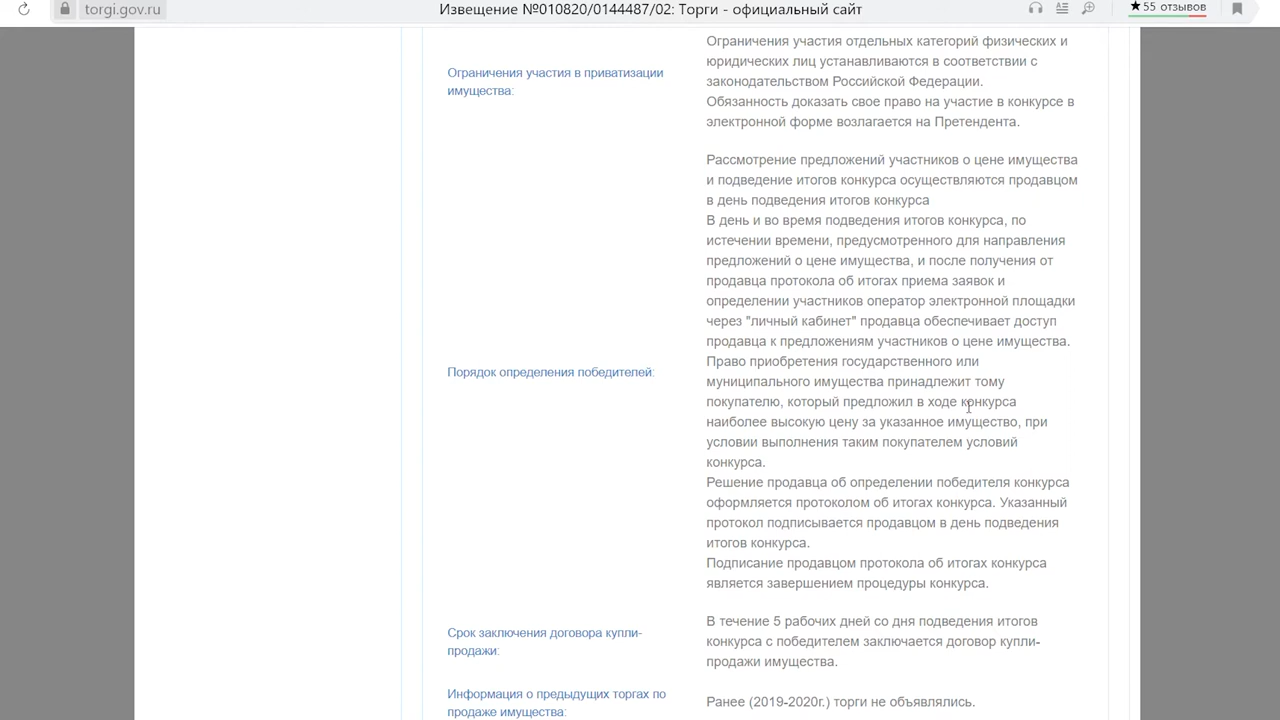 torgi.gov.ru
Извещение №010820/0144487/02: Торги - официальный сайт
★55 отзывов
Ограничения участия в приватизации
имущества:
Ограничения участия отдельных категорий физических и
юридических лиц устанавливаются в соответствии с
законодательством Российской Федерации.
Обязанность доказать свое право на участие в конкурсе в
электронной форме возлагается на Претендента.
Порядок определения победителей:
Рассмотрение предложений участников о цене имущества
и подведение итогов конкурса осуществляются продавцом
в день подведения итогов конкурса
В день и во время подведения итогов конкурса, по
истечении времени, предусмотренного для направления
предложений о цене имущества, и после получения от
продавца протокола об итогах приема заявок и
определении участников оператор электронной площадки
через "личный кабинет" продавца обеспечивает доступ
продавца к предложениям участников о цене имущества.
Право приобретения государственного или
муниципального имущества принадлежит тому
покупателю, который предложил в ходе конкурса
наиболее высокую цену за указанное имущество, при
условии выполнения таким покупателем условий
конкурса.
Решение продавца об определении победителя конкурса
оформляется протоколом об итогах конкурса. Указанный
протокол подписывается продавцом в день подведения
итогов конкурса.
Подписание продавцом протокола об итогах конкурса
является завершением процедуры конкурса.
Срок заключения договора купли-
продажи:
В течение 5 рабочих дней со дня подведения итогов
конкурса с победителем заключается договор купли-
продажи имущества.
Информация о предыдущих торгах по
продаже имущества:
Ранее (2019-2020г.) торги не объявлялись.